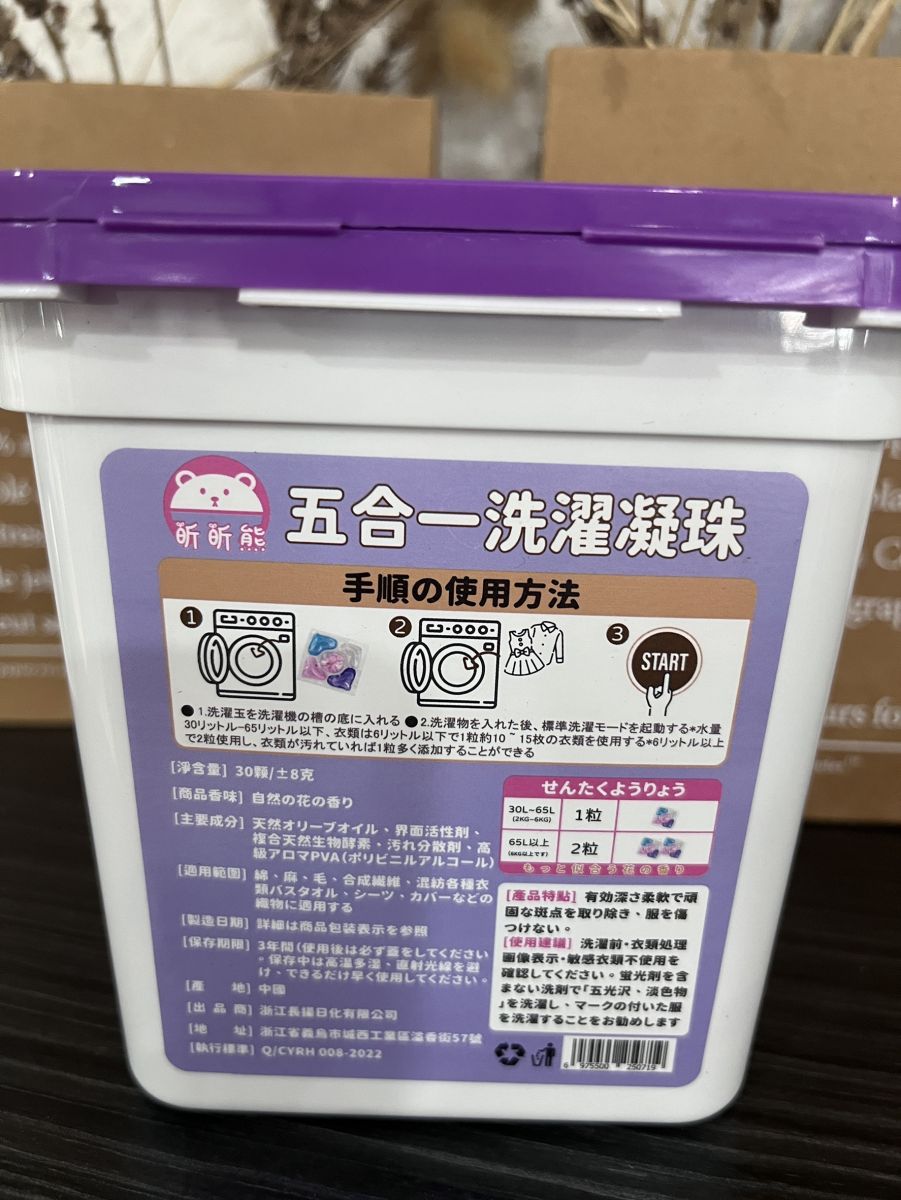 昕昕熊
五合一洗濯凝珠
手順の使用方法
1
2
3
START
●1.洗濯玉を洗濯機の槽の底に入れる●2.洗濯物を入れた後、標準洗濯モードを起動する*水量
30リットル~65リットル以下、衣類は6リットル以下で1粒約10~15枚の衣類を使用する*6リットル以上
で2粒使用し、衣類が汚れていれば1粒多く添加することができる
[淨含量] 30顆/±8克
[商品香味] 自然の花の香り
[主要成分] 天然オリーブオイル、界面活性剤、
複合天然生物酵素、汚れ分散剤、高
級アロマPVA(ポリビニルアルコール)
[適用範圍] 綿、麻、毛、合成繊維、混紡各種衣
類バスタオル、シーツ、カバーなどの
織物に適用する
[製造日期] 詳細は商品包装表示を参照
[保存期限] 3年間(使用後は必ず蓋をしてください
。保存中は高温多湿、直射光線を避
け、できるだけ早く使用してください。
[產 地] 中國
[出 品 商] 浙江長揚日化有限公司
[地 址] 浙江省義烏市城西工業區溢香街57號
[執行標準] Q/CYRH 008-2022
せんたくようりょう
30L~65L
(2KG~6KG)
1粒
65L以上
(6KG以上です)
2粒
もっと似合う花の香り
[產品特點] 有効深さ柔軟で頑
固な斑点を取り除き、服を傷
つけない。
[使用建議] 洗濯前・衣類処理
画像表示・敏感衣類不使用を
確認してください。蛍光剤を含
まない洗剤で「五光沢、淡色物
」を洗濯し、マークの付いた服
を洗濯することをお勧めします
6 975500 250719